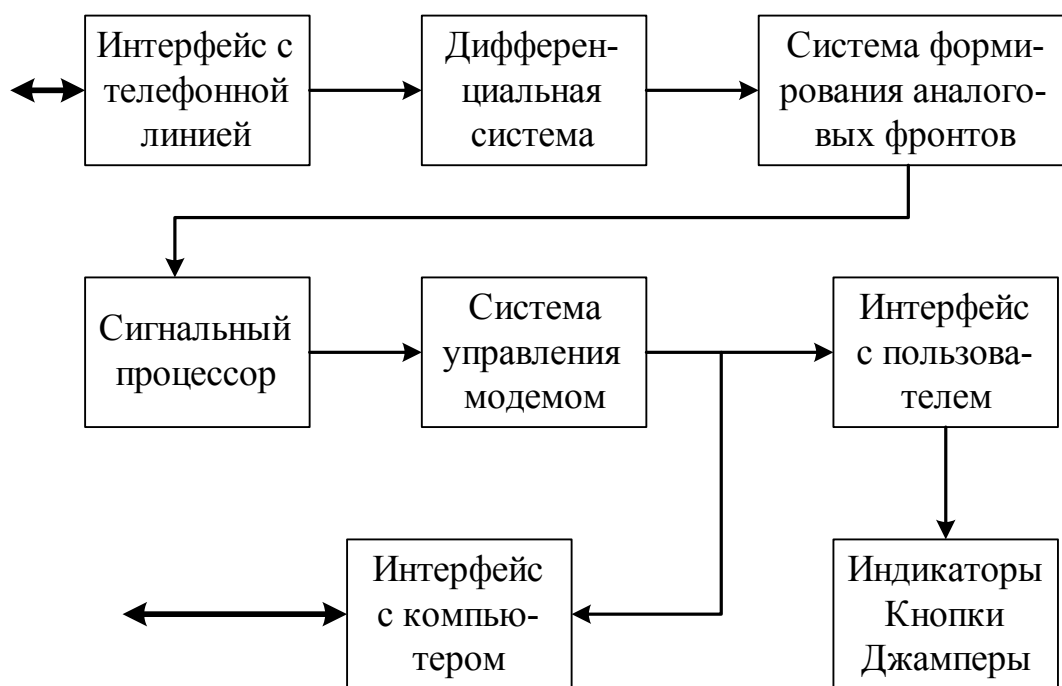 Интерфейс с
телефонной
линией
Дифферен-
циальная
система
Система форми-
рования аналого-
вых фронтов
Сигнальный
процессор
Система
управления
модемом
Интерфейс
с пользова-
телем
Интерфейс
с компью-
тером
Индикаторы
Кнопки
Джамперы